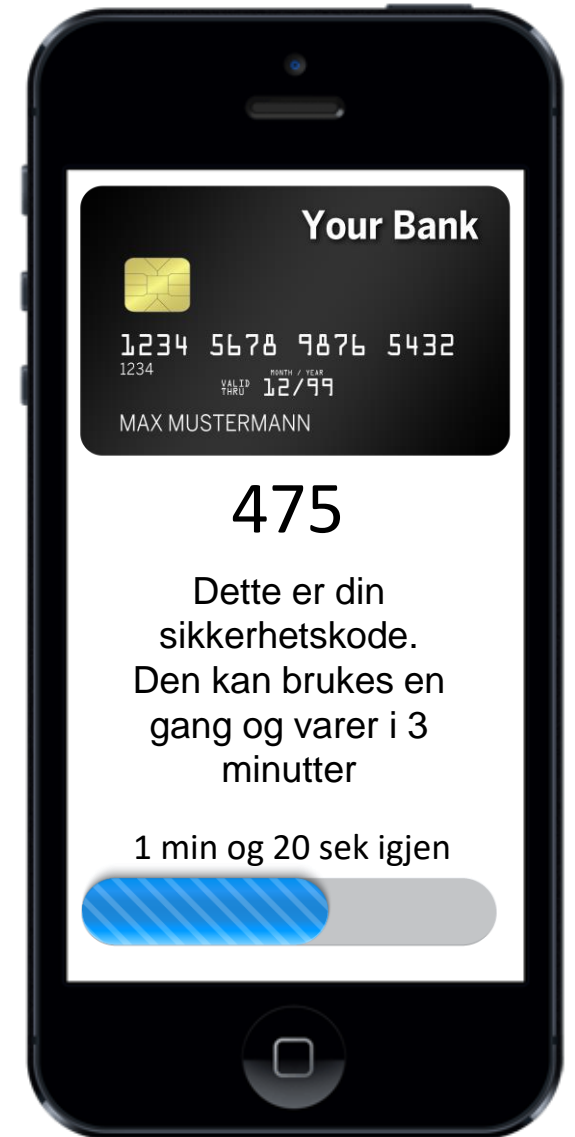 Your Bank
1234 5678 9876 5432
1234
MONTH / YEAR
VALID THRU 12/99
MAX MUSTERMANN
475
Dette er din
sikkerhetskode.
Den kan brukes en
gang og varer i 3
minutter
1 min og 20 sek igjen